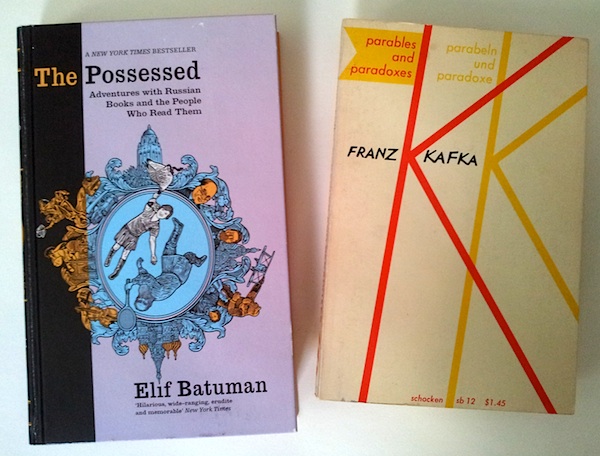 A NEW YORK TIMES BESTSELLER
The Possessed
Adventures with Russian
Books and the People
Who Read Them
Elif Batuman
'Hilarious, wide-ranging, erudite
and memorable' New York Times
parables
and
paradoxes
parabeln
und
paradoxe
FRANZ KAFKA
schocken sb 12 $1.45